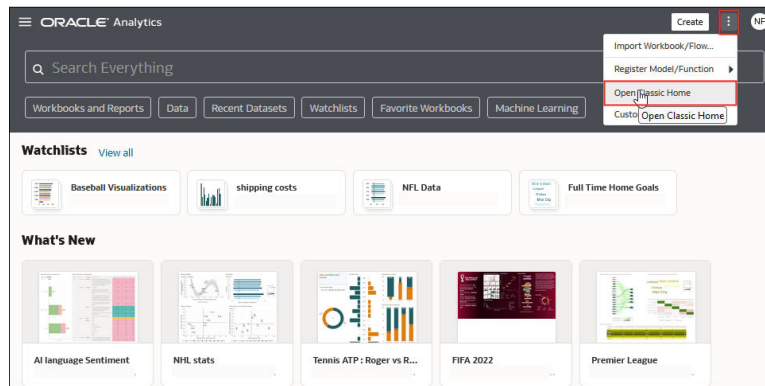 ORACLE Analytics
Create
NF
Import Workbook/Flow...
Search Everything
Register Model/Function
Open Classic Home
Open Classic Home
Workbooks and Reports
Data
Recent Datasets
Watchlists
Favorite Workbooks
Machine Learning
Watchlists View all
Baseball Visualizations
shipping costs
NFL Data
Full Time Home Goals
What's New
AI language Sentiment
NHL stats
Tennis ATP : Roger vs R...
FIFA 2022
Premier League